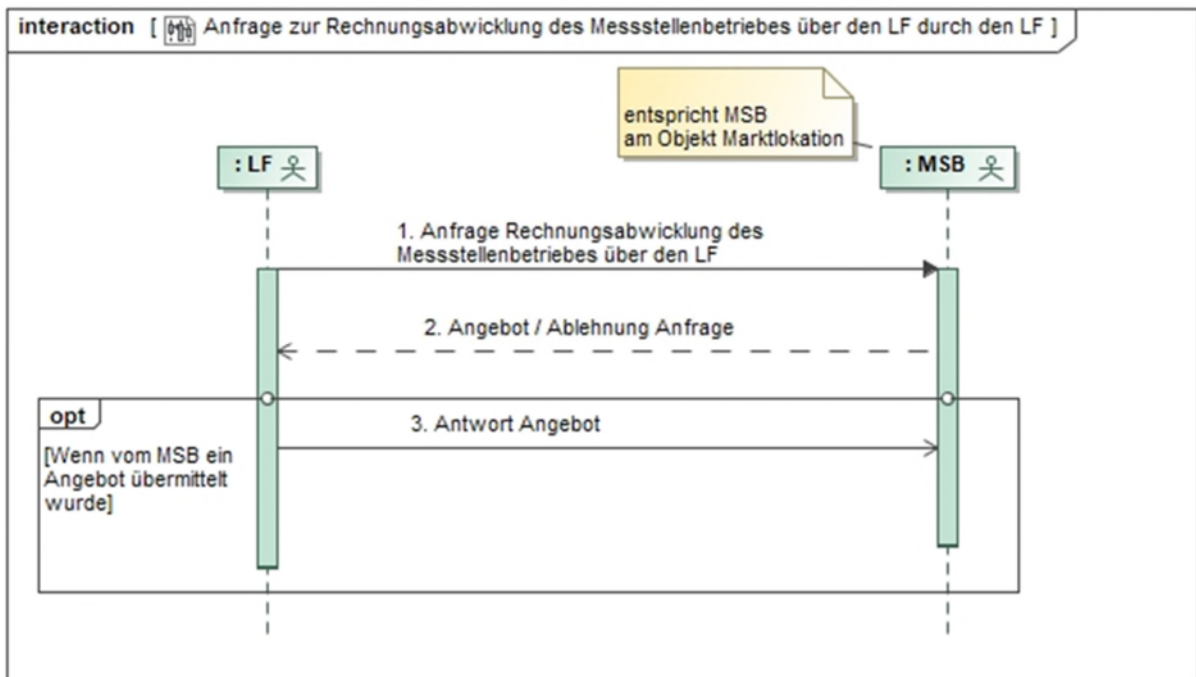 interaction [ Anfrage zur Rechnungsabwicklung des Messstellenbetriebes über den LF durch den LF ]
entspricht MSB
am Objekt Marktlokation
: LF
: MSB
1. Anfrage Rechnungsabwicklung des
Messstellenbetriebes über den LF
2. Angebot / Ablehnung Anfrage
opt
3. Antwort Angebot
[Wenn vom MSB ein
Angebot übermittelt
wurde]